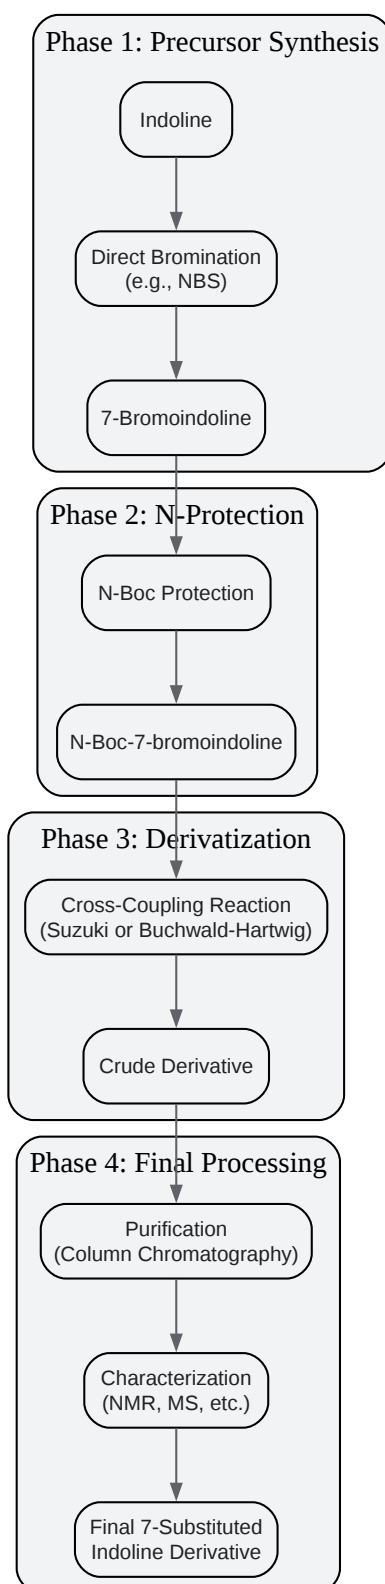 Phase 1: Precursor Synthesis
Indoline
Direct Bromination
(e.g., NBS)
7-Bromoindoline
Phase 2: N-Protection
N-Boc Protection
N-Boc-7-bromoindoline
Phase 3: Derivatization
Cross-Coupling Reaction
(Suzuki or Buchwald-Hartwig)
Crude Derivative
Phase 4: Final Processing
Purification
(Column Chromatography)
Characterization
(NMR, MS, etc.)
Final 7-Substituted
Indoline Derivative